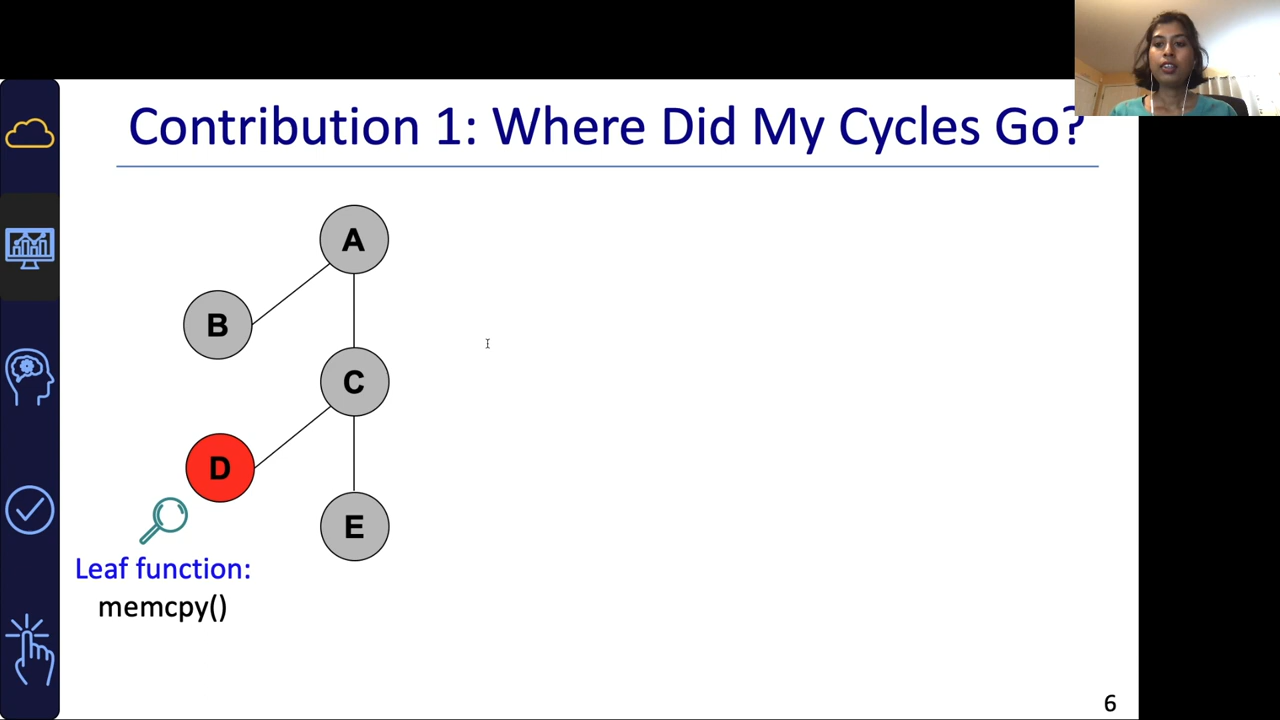 Contribution 1: Where Did My Cycles Go?
A
B
C
D
E
Leaf function:
memcpy()
6